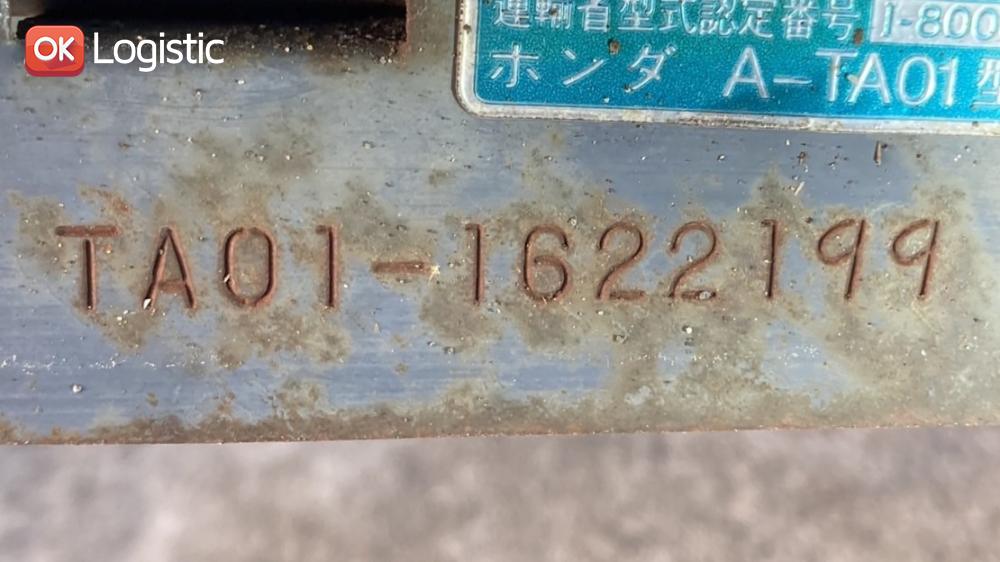 OK Logistic
運輸省型式認定番号 I-800
ホンダ A-TA01型
TA01-1622199